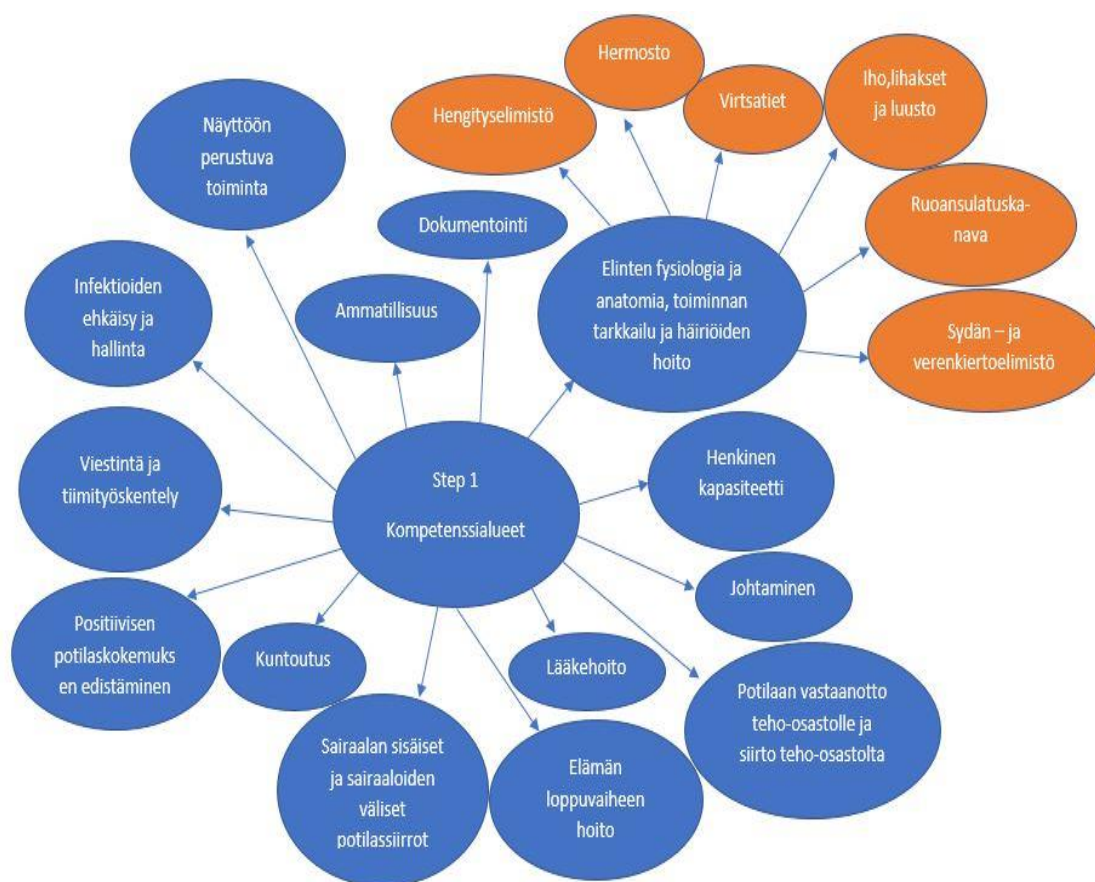 Hermosto
Iho,lihakset
ja luusto
Virtsatiet
Hengityselimistö
Näyttöön
perustuva
toiminta
Ruoansulatuska-
nava
Dokumentointi
Elinten fysiologia ja
anatomia, toiminnan
tarkkailu ja häiriöiden
hoito
Infektioiden
ehkäisy ja
hallinta
Ammatillisuus
Sydän – ja
verenkiertoelimistö
Viestintä ja
tiimityöskentely
Step 1
Kompetenssialueet
Henkinen
kapasiteetti
Johtaminen
Positiivisen
potilaskokemuks
en edistäminen
Kuntoutus
Lääkehoito
Potilaan vastaanotto
teho-osastolle ja
siirto teho-osastolta
Sairaalan sisäiset
ja sairaaloiden
väliset
potilassiirrot
Elämän
loppuvaiheen
hoito